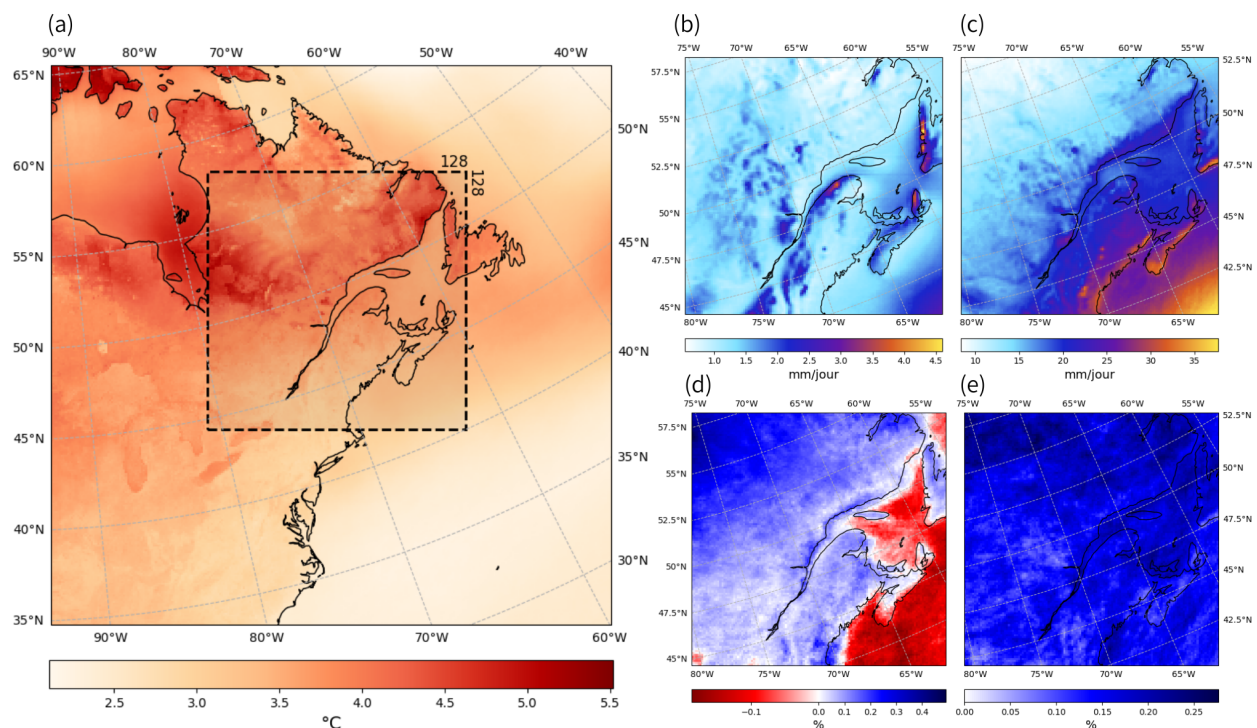 (a)
90°W 80°W 70°W 60°W 50°W 40°W
65°N
60°N
55°N
50°N
45°N
40°N
35°N
50°N
45°N
40°N
35°N
30°N
128
128
90°W 80°W 70°W 60°W
2.5 3.0 3.5 4.0 4.5 5.0 5.5
°C
(b)
75°W 70°W 65°W 60°W 55°W
57.5°N
55°N
52.5°N
50°N
47.5°N
45°N
80°W 75°W 70°W 65°W
1.0 1.5 2.0 2.5 3.0 3.5 4.0 4.5
mm/jour
(c)
75°W 70°W 65°W 60°W 55°W
52.5°N
50°N
47.5°N
45°N
42.5°N
80°W 75°W 70°W 65°W
10 15 20 25 30 35
mm/jour
(d)
75°W 70°W 65°W 60°W 55°W
57.5°N
55°N
52.5°N
50°N
47.5°N
45°N
80°W 75°W 70°W 65°W
−0.1 0.0 0.1 0.2 0.3 0.4
%
(e)
75°W 70°W 65°W 60°W 55°W
52.5°N
50°N
47.5°N
45°N
42.5°N
80°W 75°W 70°W 65°W
0.00 0.05 0.10 0.15 0.20 0.25
%